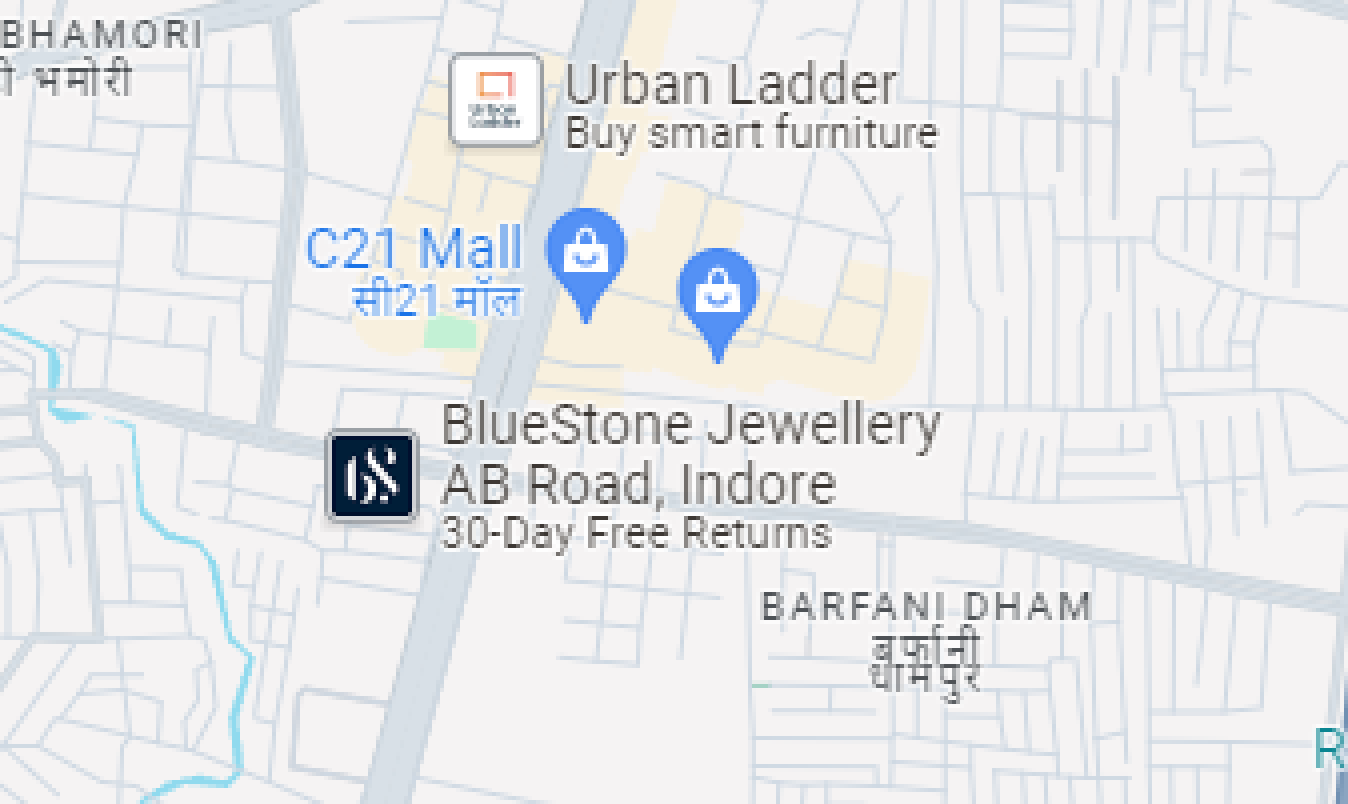 BHAMORI
भमोरी
Urban Ladder
Buy smart furniture
C21 Mall
सी21 मॉल
BlueStone Jewellery
AB Road, Indore
30-Day Free Returns
BARFANI DHAM
बर्फानी
धामपुर
R